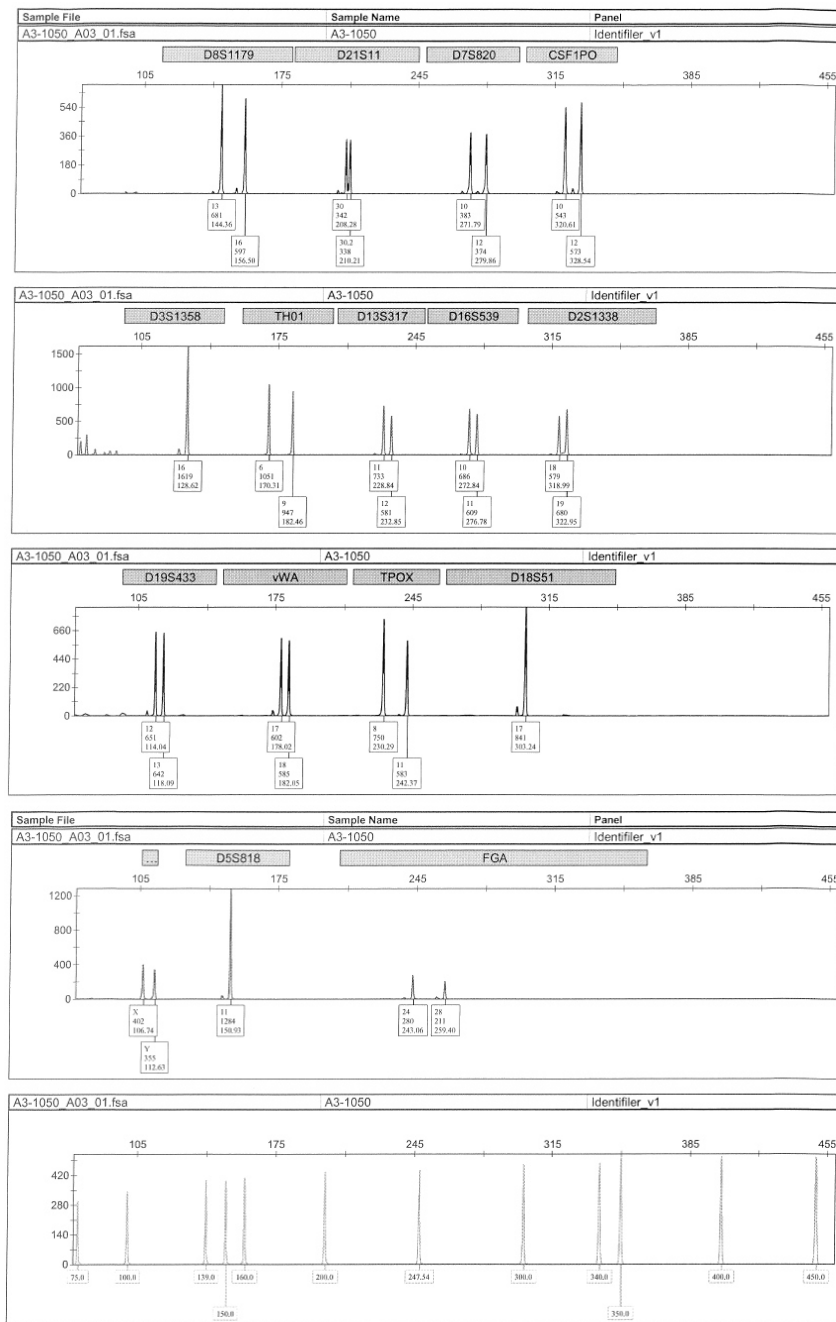 Sample File Sample Name Panel
A3-1050_A03_01.fsa A3-1050 Identifiler_v1
D8S1179 D21S11 D7S820 CSF1PO
105 175 245 315 385 455
540
360
180
0
13 30 10 10
681 342 383 543
144.36 208.28 271.79 320.61
16 30.2 12 12
597 338 374 573
156.50 210.21 279.86 328.54
A3-1050_A03_01.fsa A3-1050 Identifiler_v1
D3S1358 TH01 D13S317 D16S539 D2S1338
105 175 245 315 385 455
1500
1000
500
0
16 6 11 10 18
1619 1051 733 686 579
128.62 170.31 228.84 272.84 318.99
9 12 11 19
947 581 609 680
182.46 232.85 276.78 322.95
A3-1050_A03_01.fsa A3-1050 Identifiler_v1
D19S433 vWA TPOX D18S51
105 175 245 315 385 455
660
440
220
0
12 17 8 17
651 602 750 841
114.04 178.02 230.29 303.24
13 18 11
642 585 583
118.09 182.05 242.37
Sample File Sample Name Panel
A3-1050_A03_01.fsa A3-1050 Identifiler_v1
... D5S818 FGA
105 175 245 315 385 455
1200
800
400
0
X 11 24 28
402 1284 280 211
106.74 150.93 243.06 259.40
Y
355
112.63
A3-1050_A03_01.fsa A3-1050 Identifiler_v1
105 175 245 315 385 455
420
280
140
0
75.0 100.0 139.0 160.0 200.0 247.54 300.0 340.0 400.0 450.0
150.0 350.0